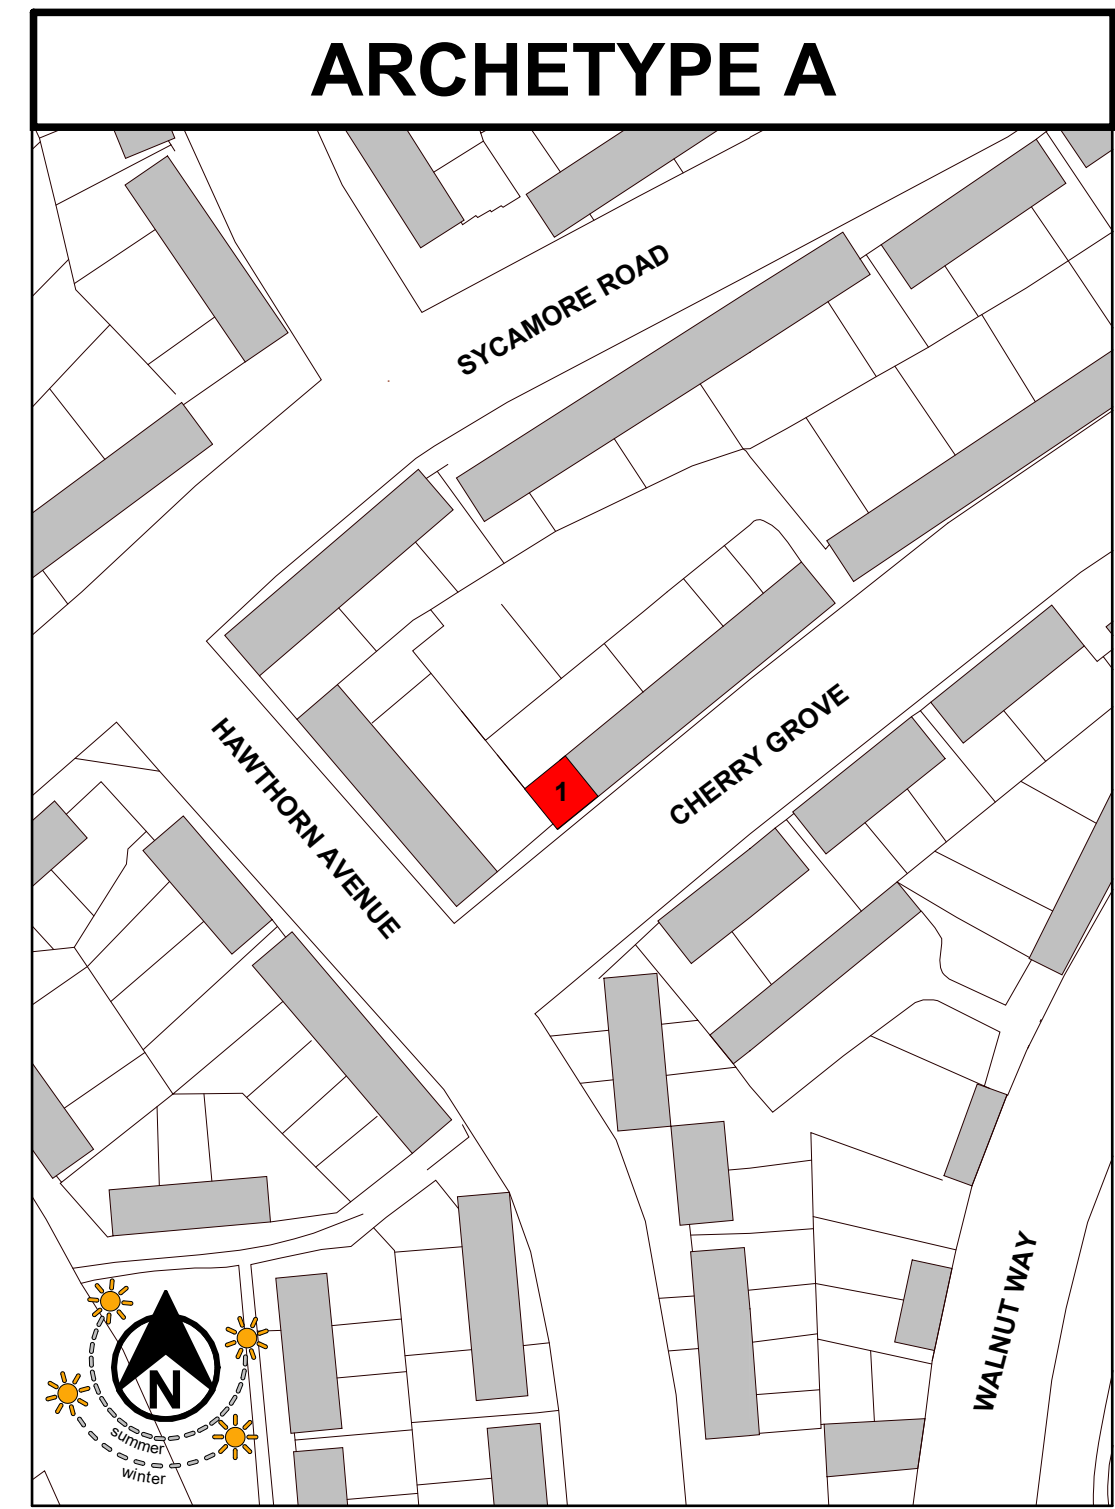 ARCHETYPE A
SYCAMORE ROAD
HAWTHORN AVENUE
CHERRY GROVE
1
WALNUT WAY
N
summer
winter